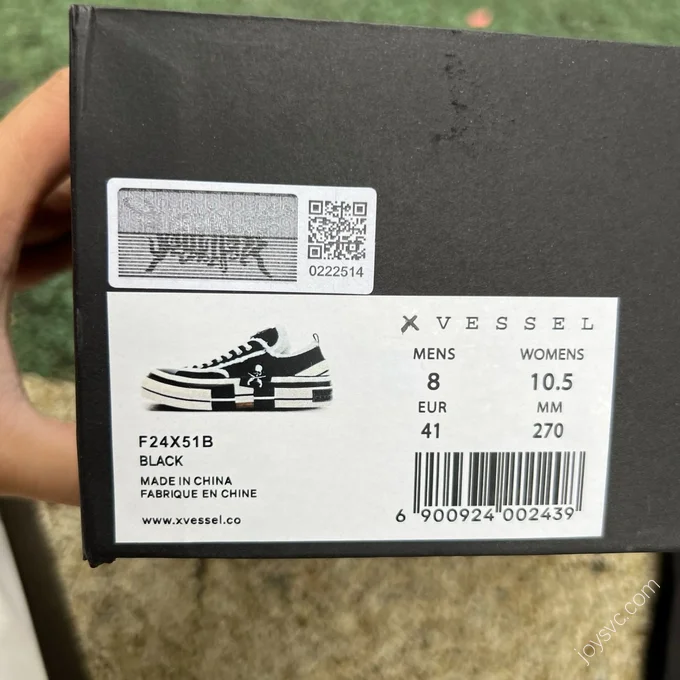 0222514
X VESSEL
MENS WOMENS
8 10.5
EUR MM
41 270
F24X51B
BLACK
MADE IN CHINA
FABRIQUE EN CHINE
www.xvessel.co
6 900924 002439
joysvc.com